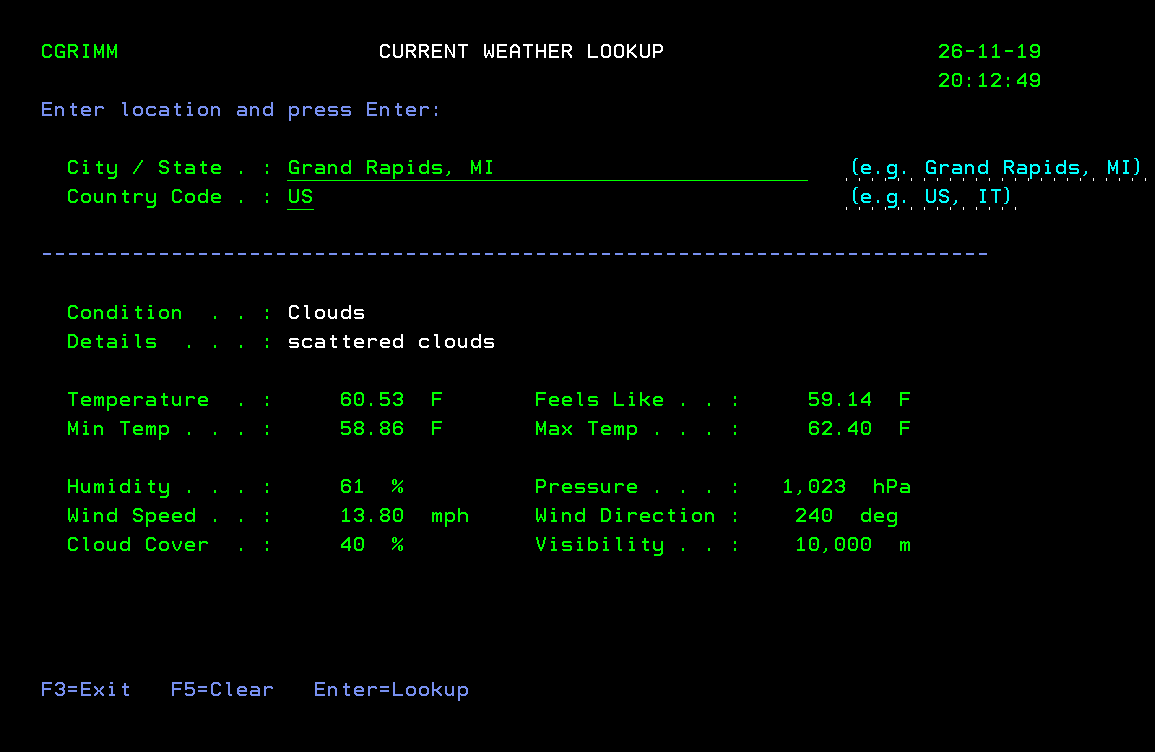 CGRIMM CURRENT WEATHER LOOKUP 26-11-19
20:12:49
Enter location and press Enter:
City / State . : Grand Rapids, MI (e.g. Grand Rapids, MI)
Country Code . : US (e.g. US, IT)
-------------------------------------------------------------------------
Condition  . . : Clouds
Details  . . . : scattered clouds
Temperature  . : 60.53 F Feels Like . . : 59.14 F
Min Temp . . . : 58.86 F Max Temp . . . : 62.40 F
Humidity . . . : 61 % Pressure . . . : 1,023 hPa
Wind Speed . . : 13.80 mph Wind Direction : 240 deg
Cloud Cover  . : 40 % Visibility . . : 10,000 m
F3=Exit F5=Clear Enter=Lookup